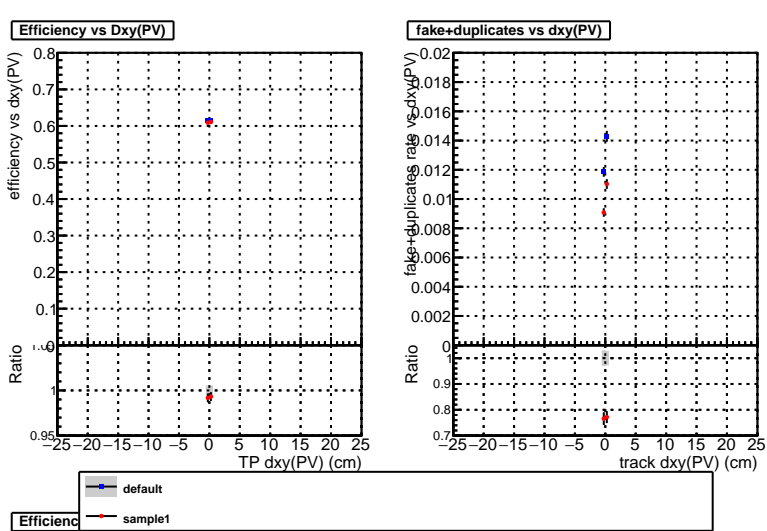 Efficiency vs Dxy(PV)
efficiency vs dxy(PV)
0.8
0.7
0.6
0.5
0.4
0.3
0.2
0.1
0
Ratio
1
0.95
−25 −20 −15 −10 −5 0 5 10 15 20 25
TP dxy(PV) (cm)
fake+duplicates vs dxy(PV)
fake+duplicates rate vs dxy(PV)
0.02
0.018
0.016
0.014
0.012
0.01
0.008
0.006
0.004
0.002
0
Ratio
1
0.9
0.8
0.7
−25 −20 −15 −10 −5 0 5 10 15 20 25
track dxy(PV) (cm)
default
sample1